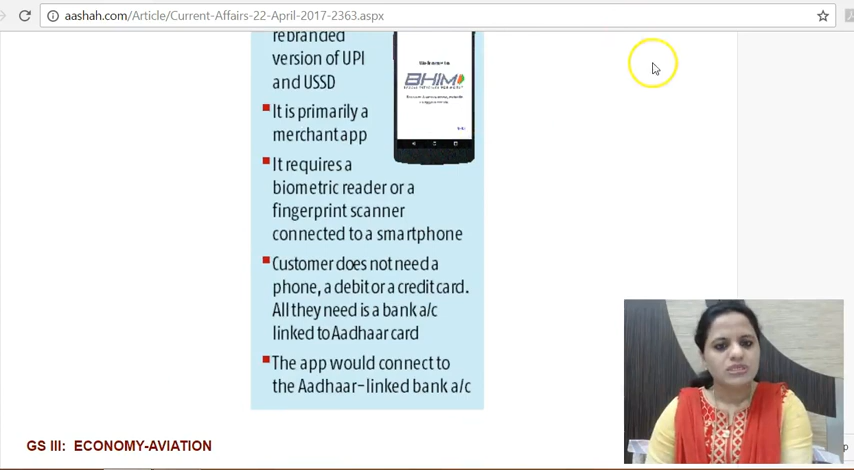 aashah.com/Article/Current-Affairs-22-April-2017-2363.aspx
rebranded
version of UPI
and USSD
BHIM
It is primarily a
merchant app
It requires a
biometric reader or a
fingerprint scanner
connected to a smartphone
Customer does not need a
phone, a debit or a credit card.
All they need is a bank a/c
linked to Aadhaar card
The app would connect to
the Aadhaar-linked bank a/c
GS III: ECONOMY-AVIATION